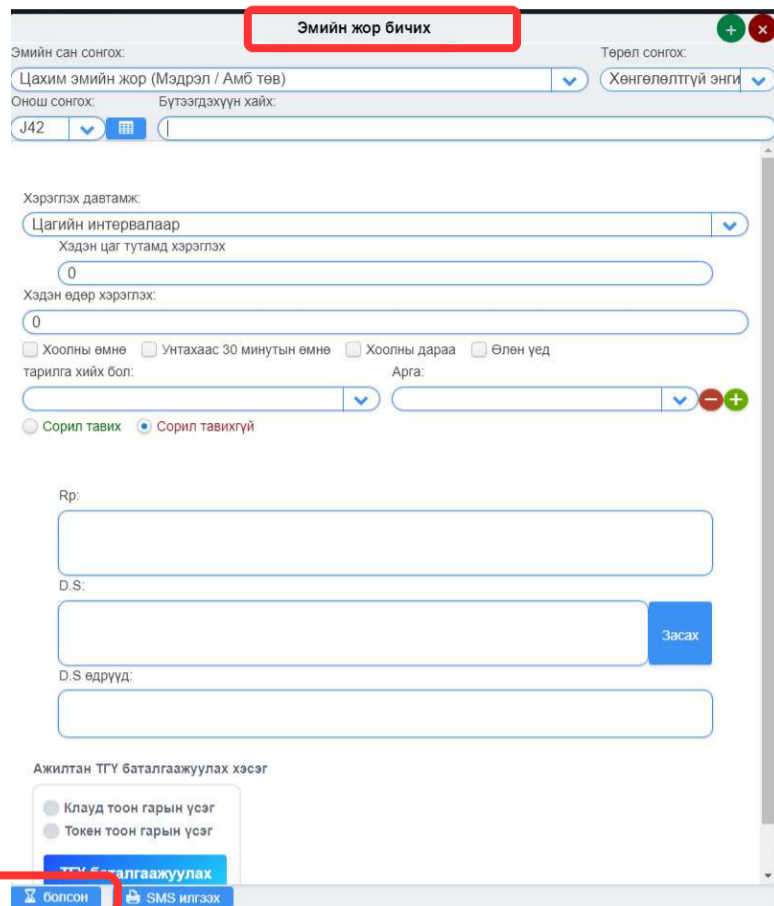 Эмийн жор бичих
Эмийн сан сонгох: Төрөл сонгох:
Цахим эмийн жор (Мэдрэл / Амб төв) Хөнгөлөлтгүй энги
Онош сонгох: Бүтээгдэхүүн хайх:
J42
Хэрэглэх давтамж:
Цагийн интервалаар
Хэдэн цаг тутамд хэрэглэх
0
Хэдэн өдөр хэрэглэх:
0
Хоолны өмнө Унтахаас 30 минутын өмнө Хоолны дараа Өлөн үед
тарилга хийх бол: Арга:
Сорил тавих Сорил тавихгүй
Rp:
D.S:
Засах
D.S өдрүүд:
Ажилтан ТГҮ баталгаажуулах хэсэг
Клауд тоон гарын үсэг
Токен тоон гарын үсэг
ТГҮ баталгаажуулах
болсон SMS илгээх